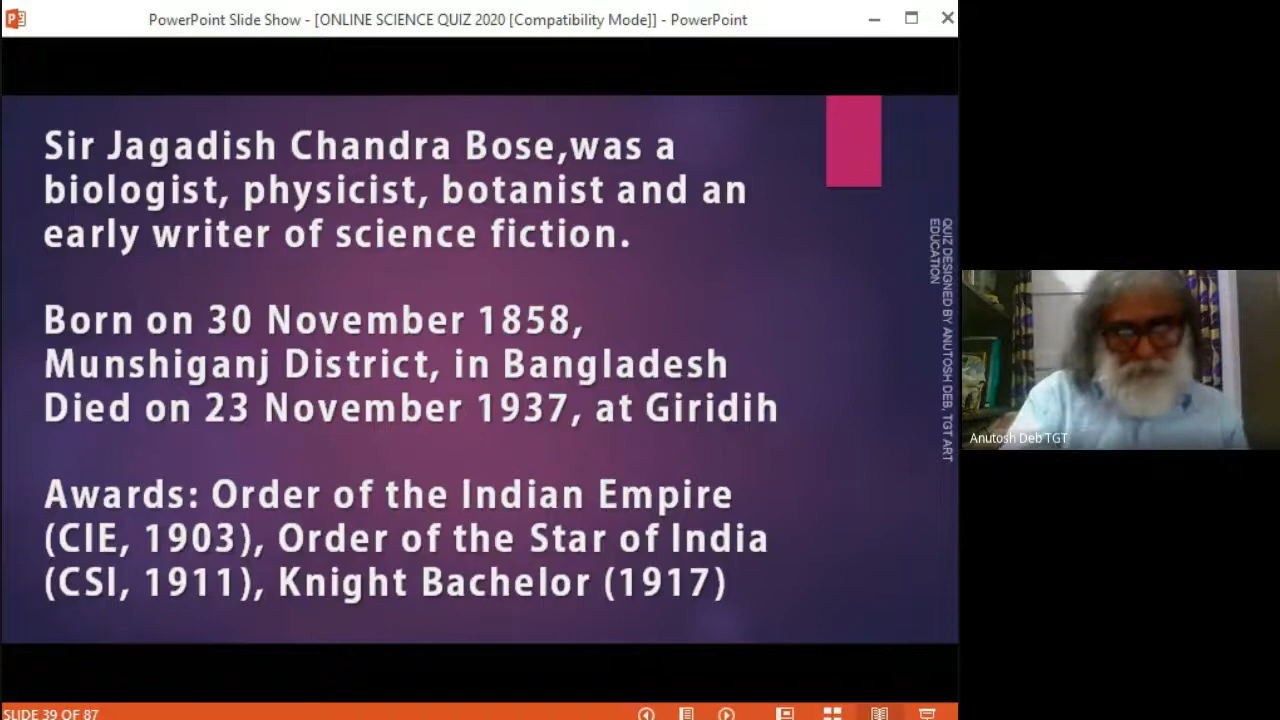 PowerPoint Slide Show - [ONLINE SCIENCE QUIZ 2020 [Compatibility Mode]] - PowerPoint
Sir Jagadish Chandra Bose,was a
biologist, physicist, botanist and an
early writer of science fiction.
Born on 30 November 1858,
Munshiganj District, in Bangladesh
Died on 23 November 1937, at Giridih
Awards: Order of the Indian Empire
(CIE, 1903), Order of the Star of India
(CSI, 1911), Knight Bachelor (1917)
QUIZ DESIGNED BY ANUTOSH DEB, TGT ART
EDUCATION
Anutosh Deb TGT
SLIDE 39 OF 87